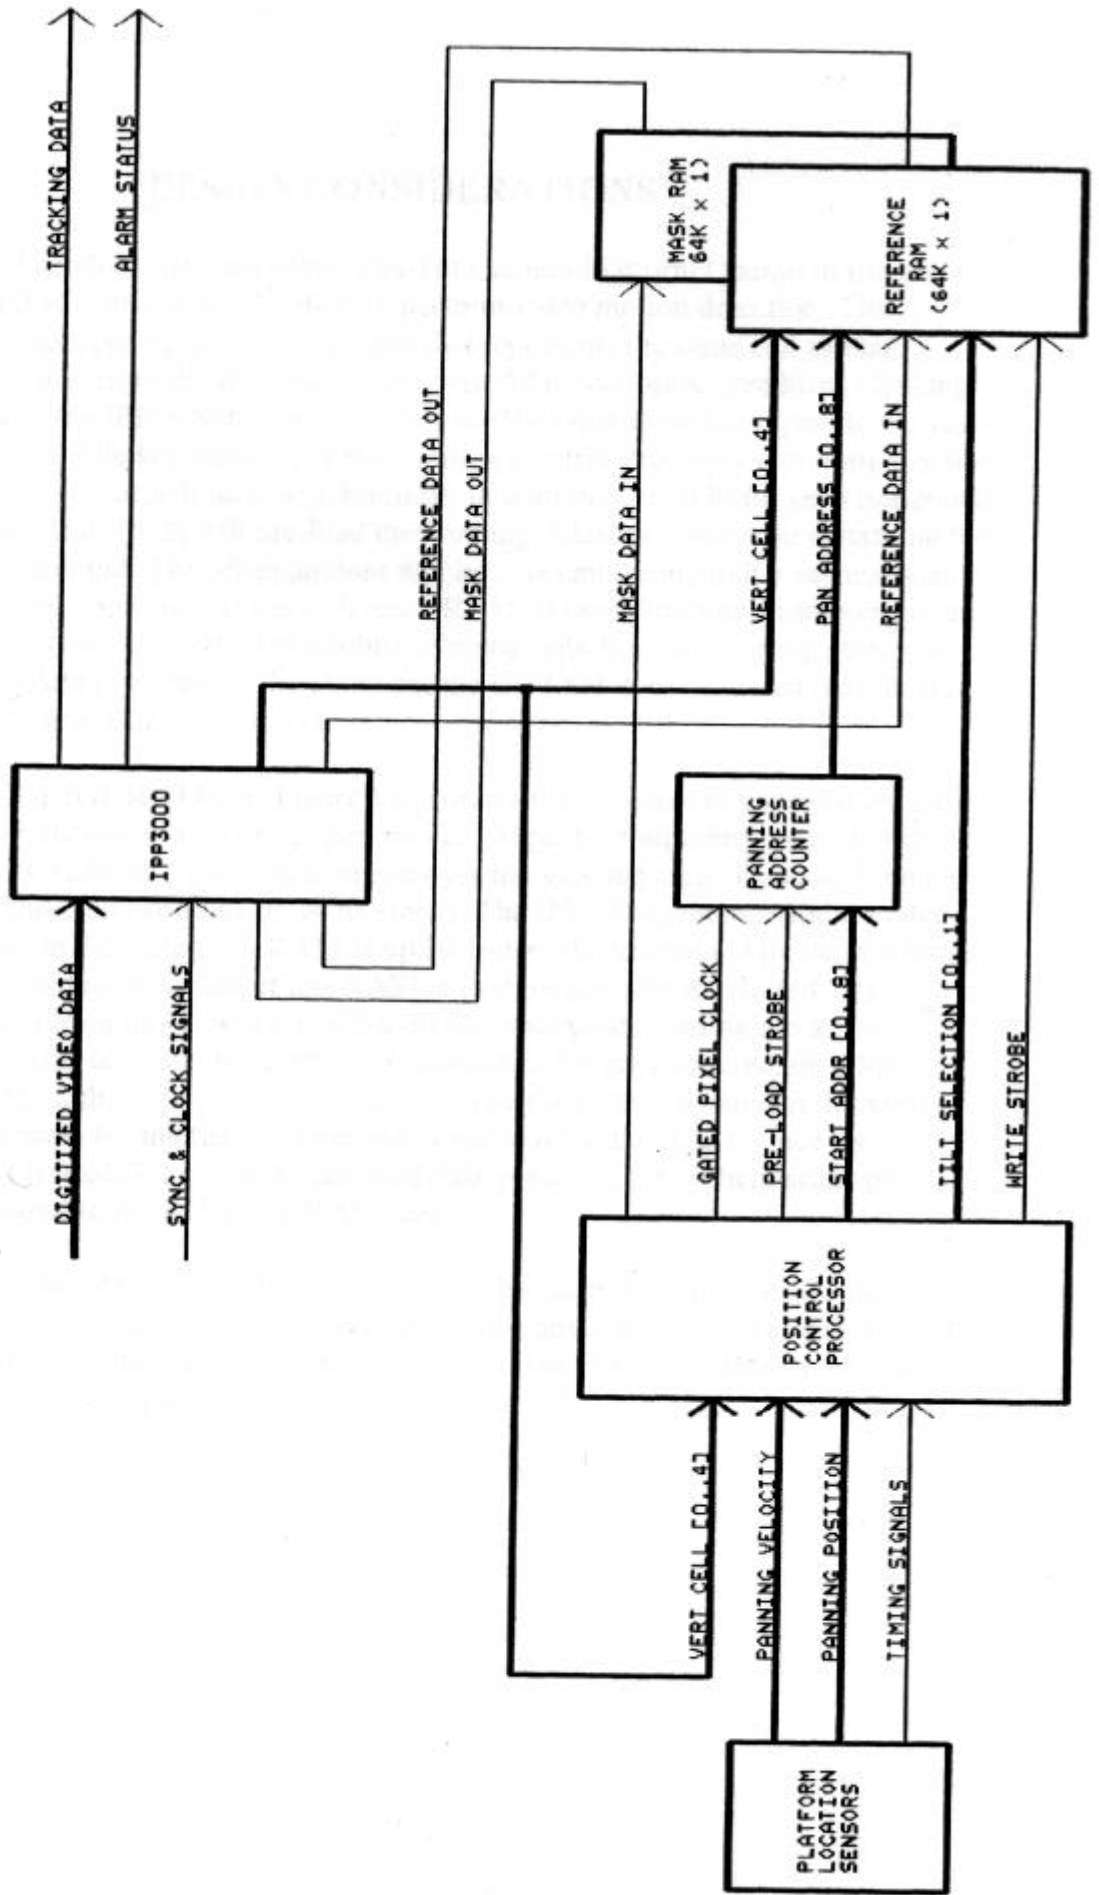 TRACKING DATA
ALARM STATUS
IPP3000
DIGITIZED VIDEO DATA
SYNC & CLOCK SIGNALS
REFERENCE DATA OUT
MASK DATA OUT
MASK RAM
64K x 1)
REFERENCE
RAM
(64K x 1)
MASK DATA IN
VERT CELL [0..4]
PAN ADDRESS [0..8]
REFERENCE DATA IN
PANNING
ADDRESS
COUNTER
GATED PIXEL CLOCK
PRE-LOAD STROBE
START ADDR [0..8]
TILT SELECTION [0..1]
WRITE STROBE
POSITION
CONTROL
PROCESSOR
VERT CELL [0..4]
PANNING VELOCITY
PANNING POSITION
TIMING SIGNALS
PLATFORM
LOCATION
SENSORS